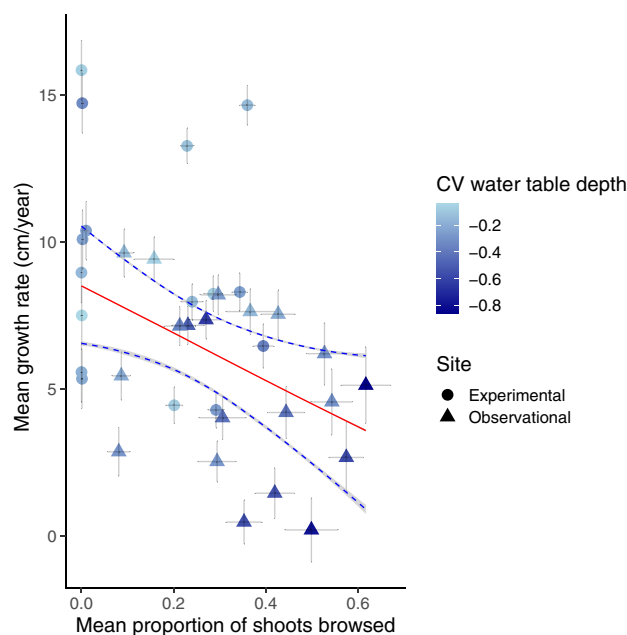 15
10
5
0
0.0 0.2 0.4 0.6
Mean growth rate (cm/year)
Mean proportion of shoots browsed
CV water table depth
−0.2
−0.4
−0.6
−0.8
Site
Experimental
Observational